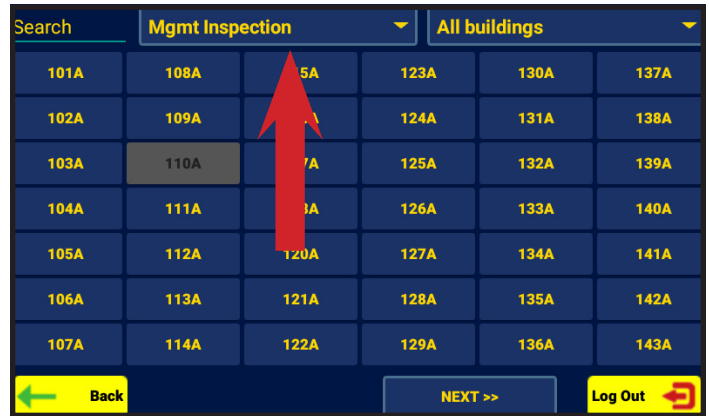 Search Mgmt Inspection All buildings
101A 108A 123A 130A 137A
102A 109A 124A 131A 138A
103A 110A 125A 132A 139A
104A 111A 126A 133A 140A
105A 112A 120A 127A 134A 141A
106A 113A 121A 128A 135A 142A
107A 114A 122A 129A 136A 143A
Back NEXT >> Log Out